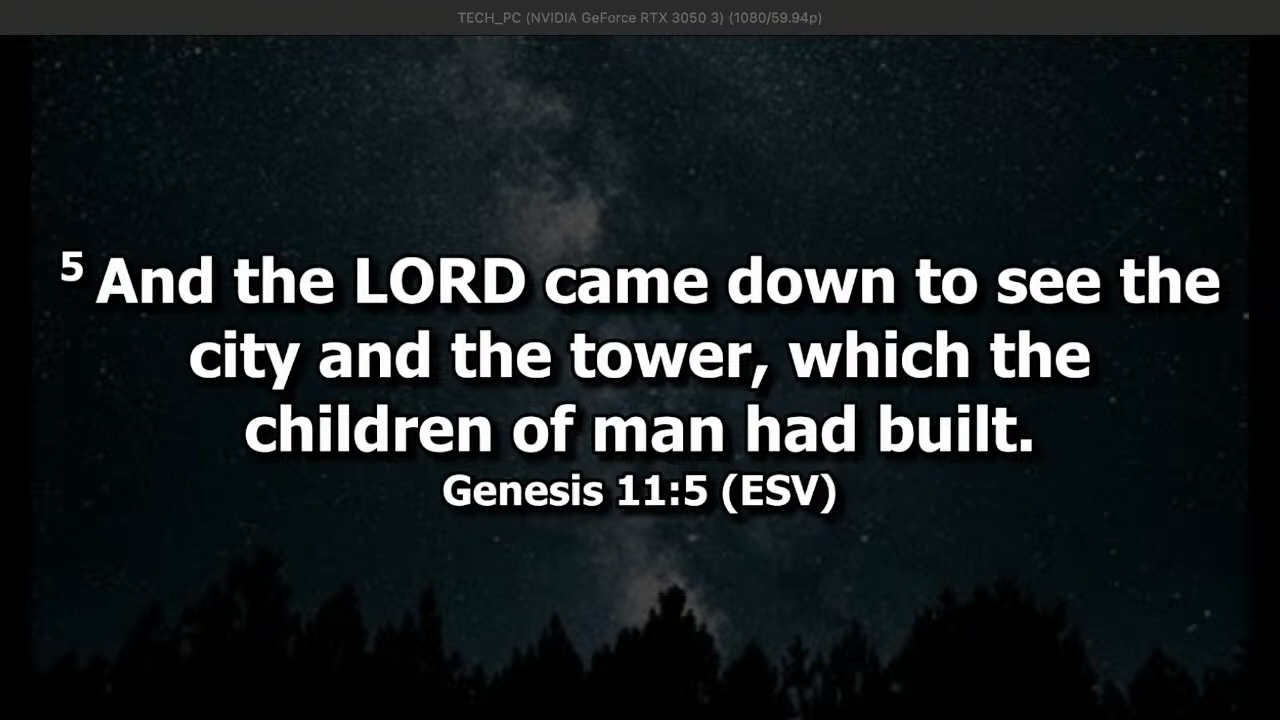 TECH_PC (NVIDIA GeForce RTX 3050 3) (1080/59.94p)
5 And the LORD came down to see the
city and the tower, which the
children of man had built.
Genesis 11:5 (ESV)